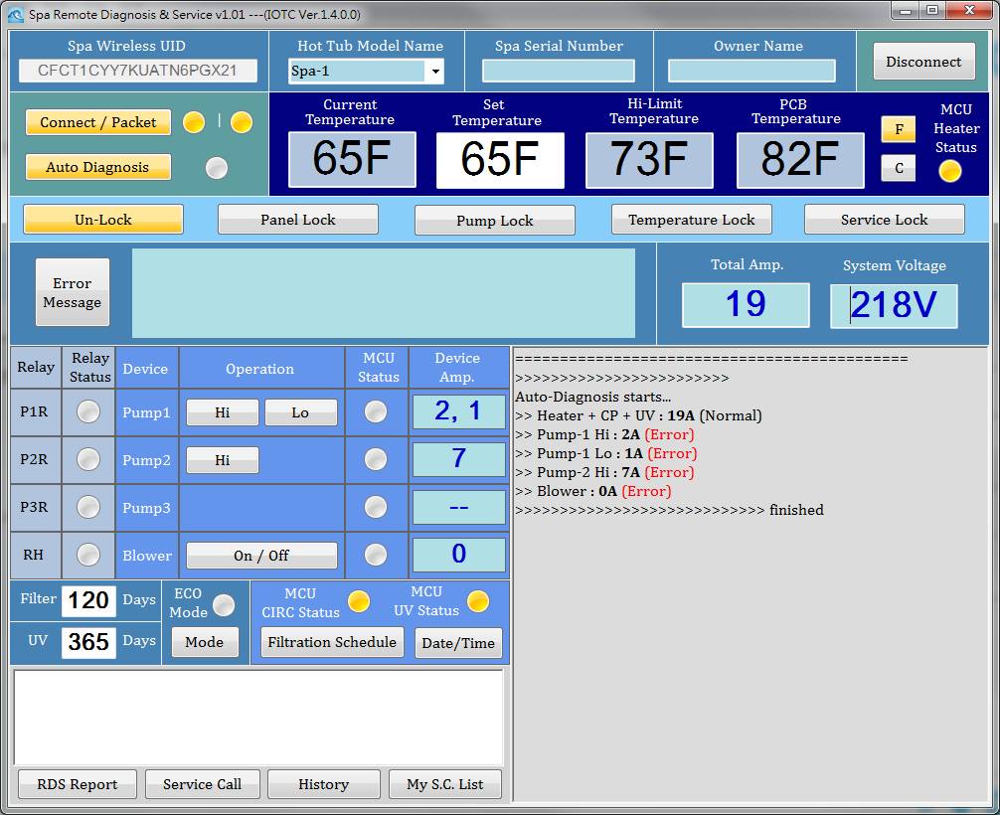 Spa Remote Diagnosis & Service v1.01 ---(IOTC Ver.1.4.0.0)
Spa Wireless UID
CFCT1CYY7KUATN6PGX21
Hot Tub Model Name
Spa-1
Spa Serial Number
Owner Name
Disconnect
Connect / Packet
|
Auto Diagnosis
Current
Temperature
65F
Set
Temperature
65F
Hi-Limit
Temperature
73F
PCB
Temperature
82F
F
C
MCU
Heater
Status
Un-Lock
Panel Lock
Pump Lock
Temperature Lock
Service Lock
Error
Message
Total Amp.
19
System Voltage
218V
Relay
Relay
Status
Device
Operation
MCU
Status
Device
Amp.
P1R
Pump1
Hi
Lo
2, 1
P2R
Pump2
Hi
7
P3R
Pump3
--
RH
Blower
On / Off
0
============================================
>>>>>>>>>>>>>>>>>>>>>>>>
Auto-Diagnosis starts...
>> Heater + CP + UV : 19A (Normal)
>> Pump-1 Hi : 2A (Error)
>> Pump-1 Lo : 1A (Error)
>> Pump-2 Hi : 7A (Error)
>> Blower : 0A (Error)
>>>>>>>>>>>>>>>>>>>>>>>>>>>> finished
Filter 120 Days
UV 365 Days
ECO
Mode
Mode
MCU
CIRC Status
MCU
UV Status
Filtration Schedule
Date/Time
RDS Report
Service Call
History
My S.C. List